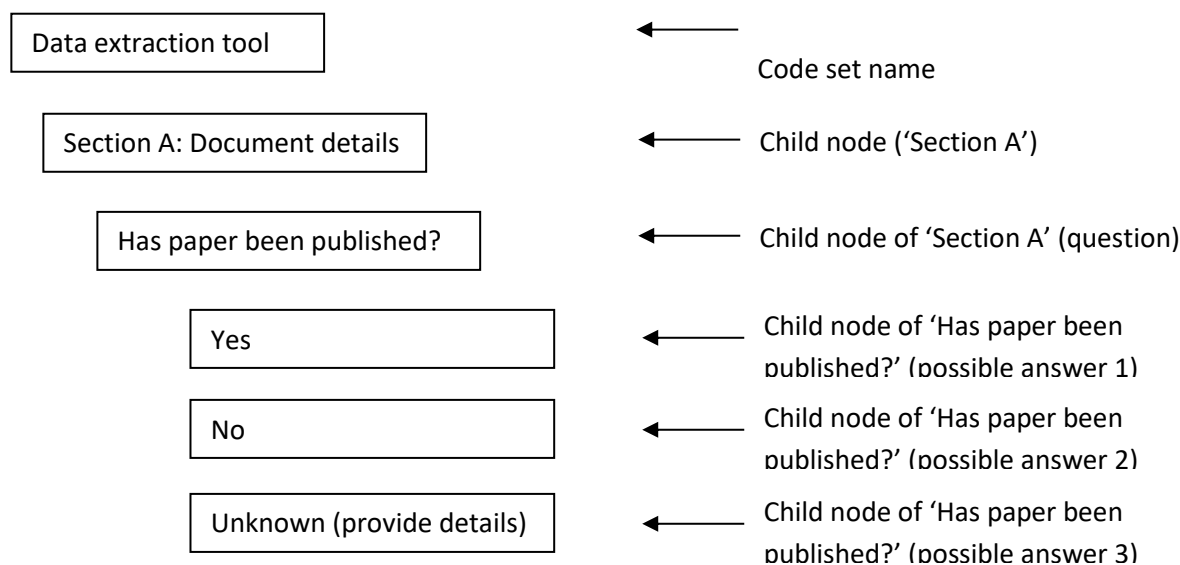 Data extraction tool
Code set name
Section A: Document details
Child node (‘Section A’)
Has paper been published?
Child node of ‘Section A’ (question)
Yes
Child node of ‘Has paper been
published?’ (possible answer 1)
No
Child node of ‘Has paper been
published?’ (possible answer 2)
Unknown (provide details)
Child node of ‘Has paper been
published?’ (possible answer 3)